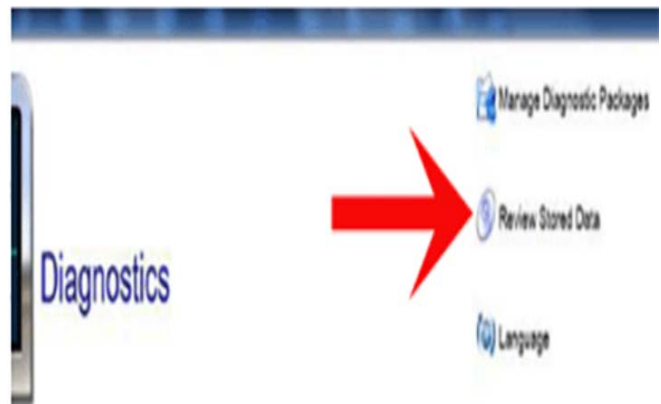 Manage Diagnostic Packages
Review Stored Data
Diagnostics
Language